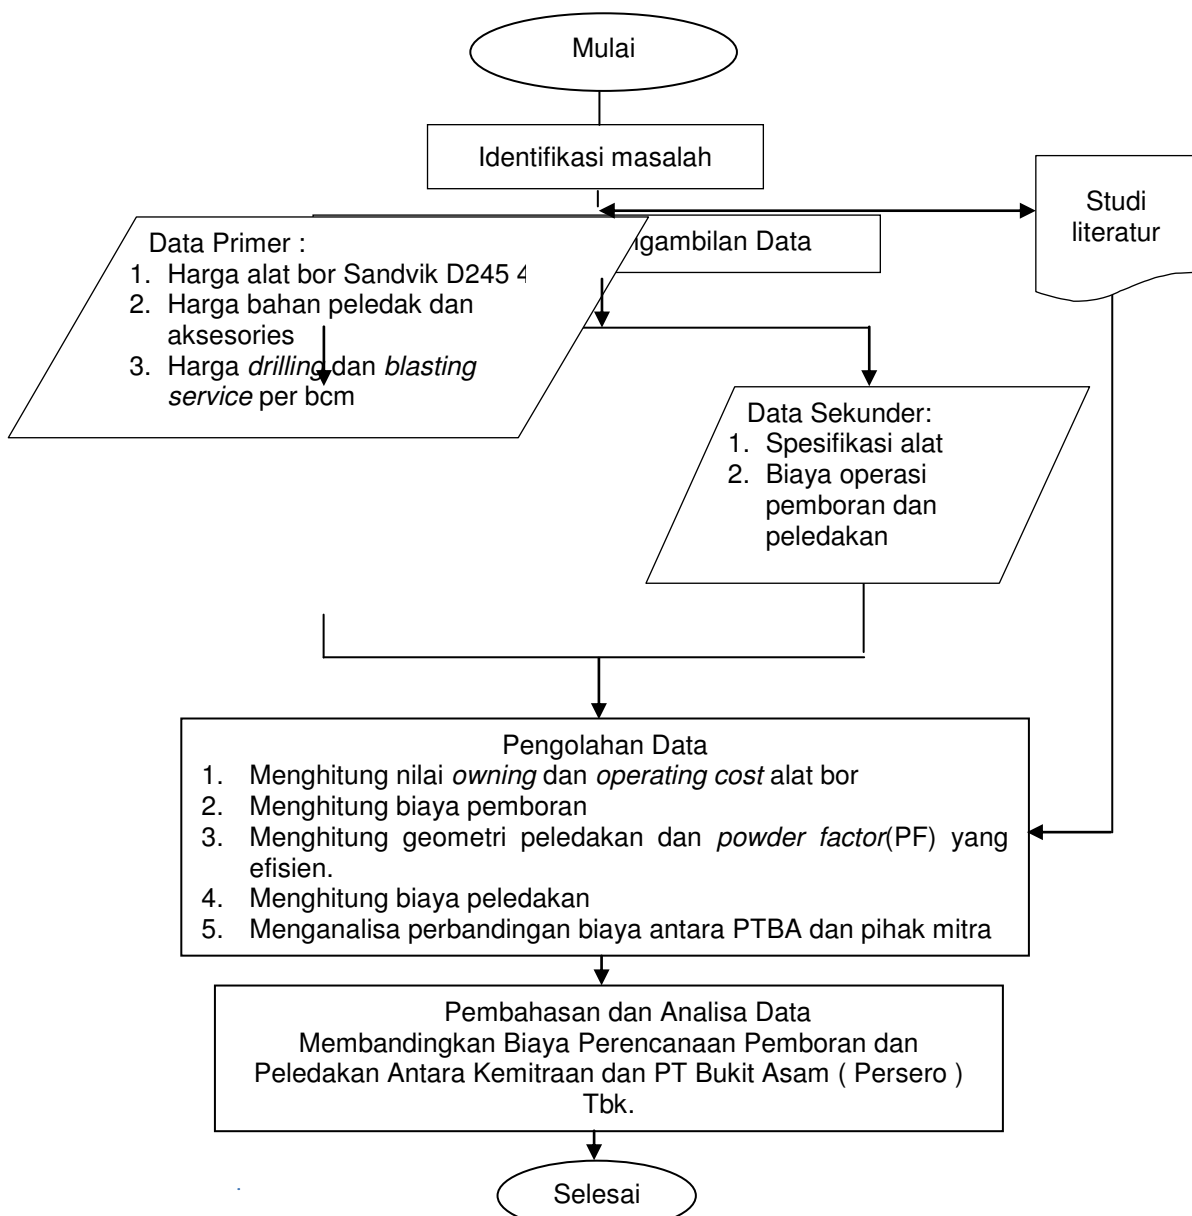 Mulai
Identifikasi masalah
Studi
literatur
ngambilan Data
Data Primer :
1. Harga alat bor Sandvik D245
2. Harga bahan peledak dan
aksesories
3. Harga drilling dan blasting
service per bcm
Data Sekunder:
1. Spesifikasi alat
2. Biaya operasi
pemboran dan
peledakan
Pengolahan Data
1. Menghitung nilai owning dan operating cost alat bor
2. Menghitung biaya pemboran
3. Menghitung geometri peledakan dan powder factor(PF) yang
efisien.
4. Menghitung biaya peledakan
5. Menganalisa perbandingan biaya antara PTBA dan pihak mitra
Pembahasan dan Analisa Data
Membandingkan Biaya Perencanaan Pemboran dan
Peledakan Antara Kemitraan dan PT Bukit Asam ( Persero )
Tbk.
Selesai